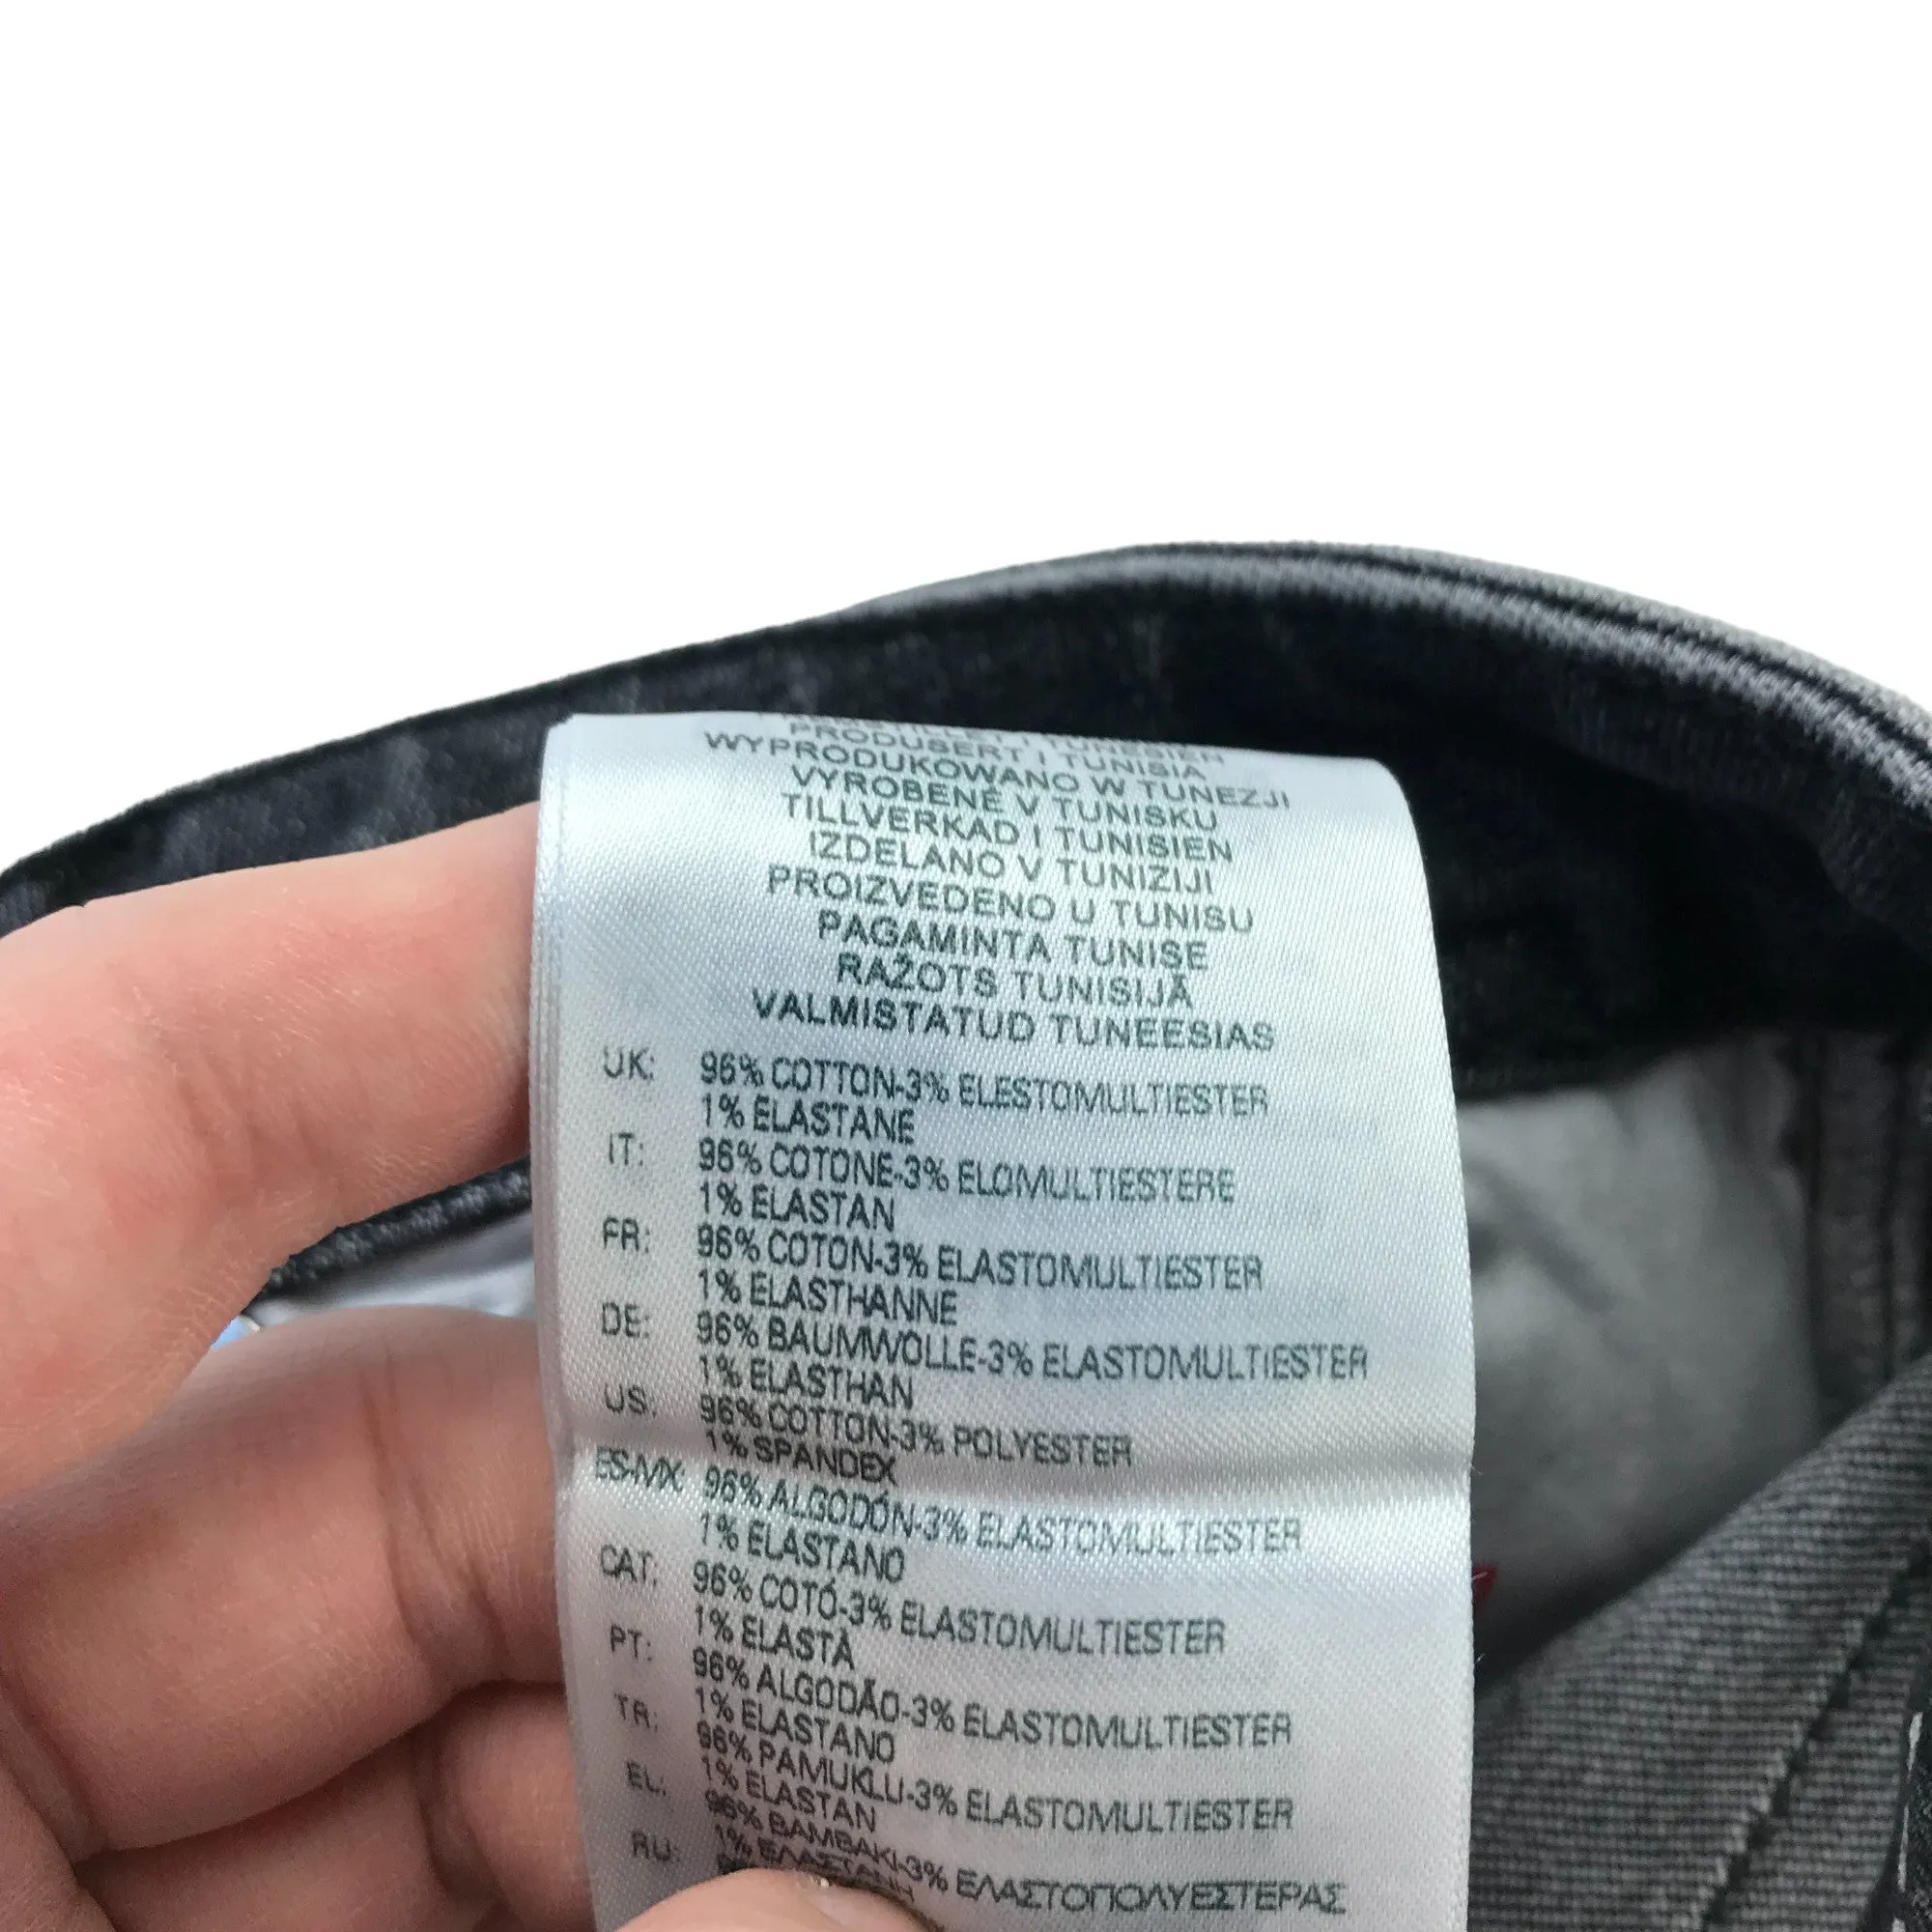 PRODUSERT I TUNISIA
WYPRODUKOWANO W TUNEZJI
VYROBENÉ V TUNISKU
TILLVERKAD I TUNISIEN
IZDELANO V TUNIZIJI
PROIZVEDENO U TUNISU
PAGAMINTA TUNISE
RAŽOTS TUNISIJĀ
VALMISTATUD TUNEESIAS
UK: 96% COTTON-3% ELESTOMULTIESTER
1% ELASTANE
IT: 96% COTONE-3% ELOMULTIESTERE
1% ELASTAN
FR: 96% COTON-3% ELASTOMULTIESTER
1% ELASTHANNE
DE: 96% BAUMWOLLE-3% ELASTOMULTIESTER
1% ELASTHAN
US: 96% COTTON-3% POLYESTER
1% SPANDEX
ES-MX 96% ALGODÓN-3% ELASTOMULTIESTER
1% ELASTANO
CAT: 96% COTÓ-3% ELASTOMULTIESTER
1% ELASTÀ
PT: 96% ALGODÃO-3% ELASTOMULTIESTER
1% ELASTANO
TR: 96% PAMUKLU-3% ELASTOMULTIESTER
1% ELASTAN
EL: 96% ΒΑΜΒΑΚΙ-3% ΕΛΑΣΤΟΠΟΛΥΕΣΤΕΡΑΣ
1% ΕΛΑΣΤΑΝΗ
RU: